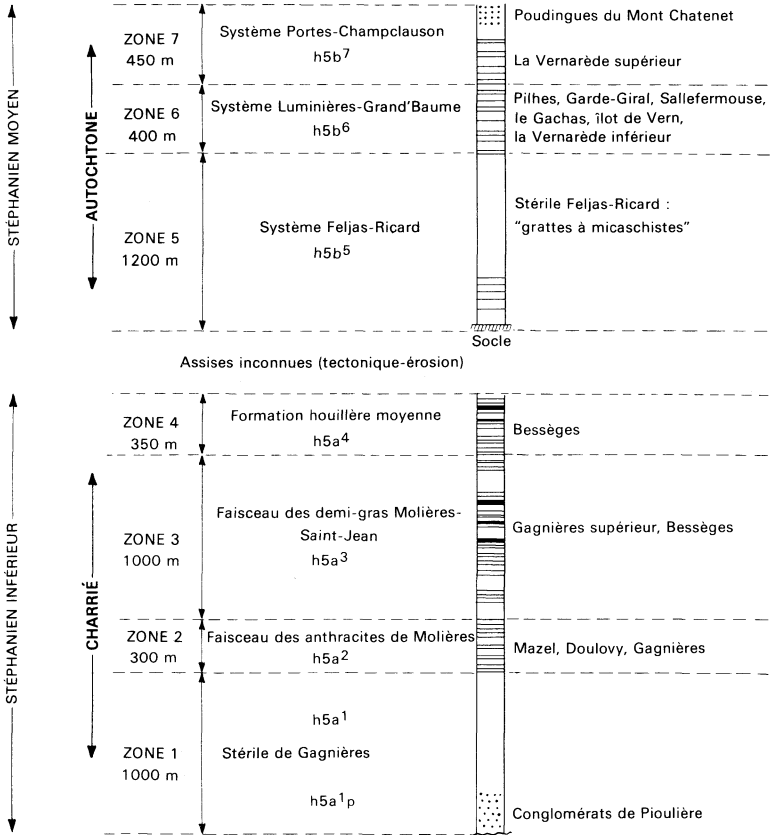 STÉPHANIEN MOYEN
AUTOCHTONE
ZONE 7
450 m
Système Portes-Champclauson
h5b7
Poudingues du Mont Chatenet
La Vernarède supérieur
ZONE 6
400 m
Système Luminières-Grand'Baume
h5b6
Pilhes, Garde-Giral, Sallefermouse,
le Gachas, îlot de Vern,
la Vernarède inférieur
ZONE 5
1200 m
Système Feljas-Ricard
h5b5
Stérile Feljas-Ricard :
"grattes à micaschistes"
Socle
Assises inconnues (tectonique-érosion)
STÉPHANIEN INFÉRIEUR
CHARRIÉ
ZONE 4
350 m
Formation houillère moyenne
h5a4
Bessèges
ZONE 3
1000 m
Faisceau des demi-gras Molières-
Saint-Jean
h5a3
Gagnières supérieur, Bessèges
ZONE 2
300 m
Faisceau des anthracites de Molières
h5a2
Mazel, Doulovy, Gagnières
ZONE 1
1000 m
h5a1
Stérile de Gagnières
h5a1p
Conglomérats de Pioulière